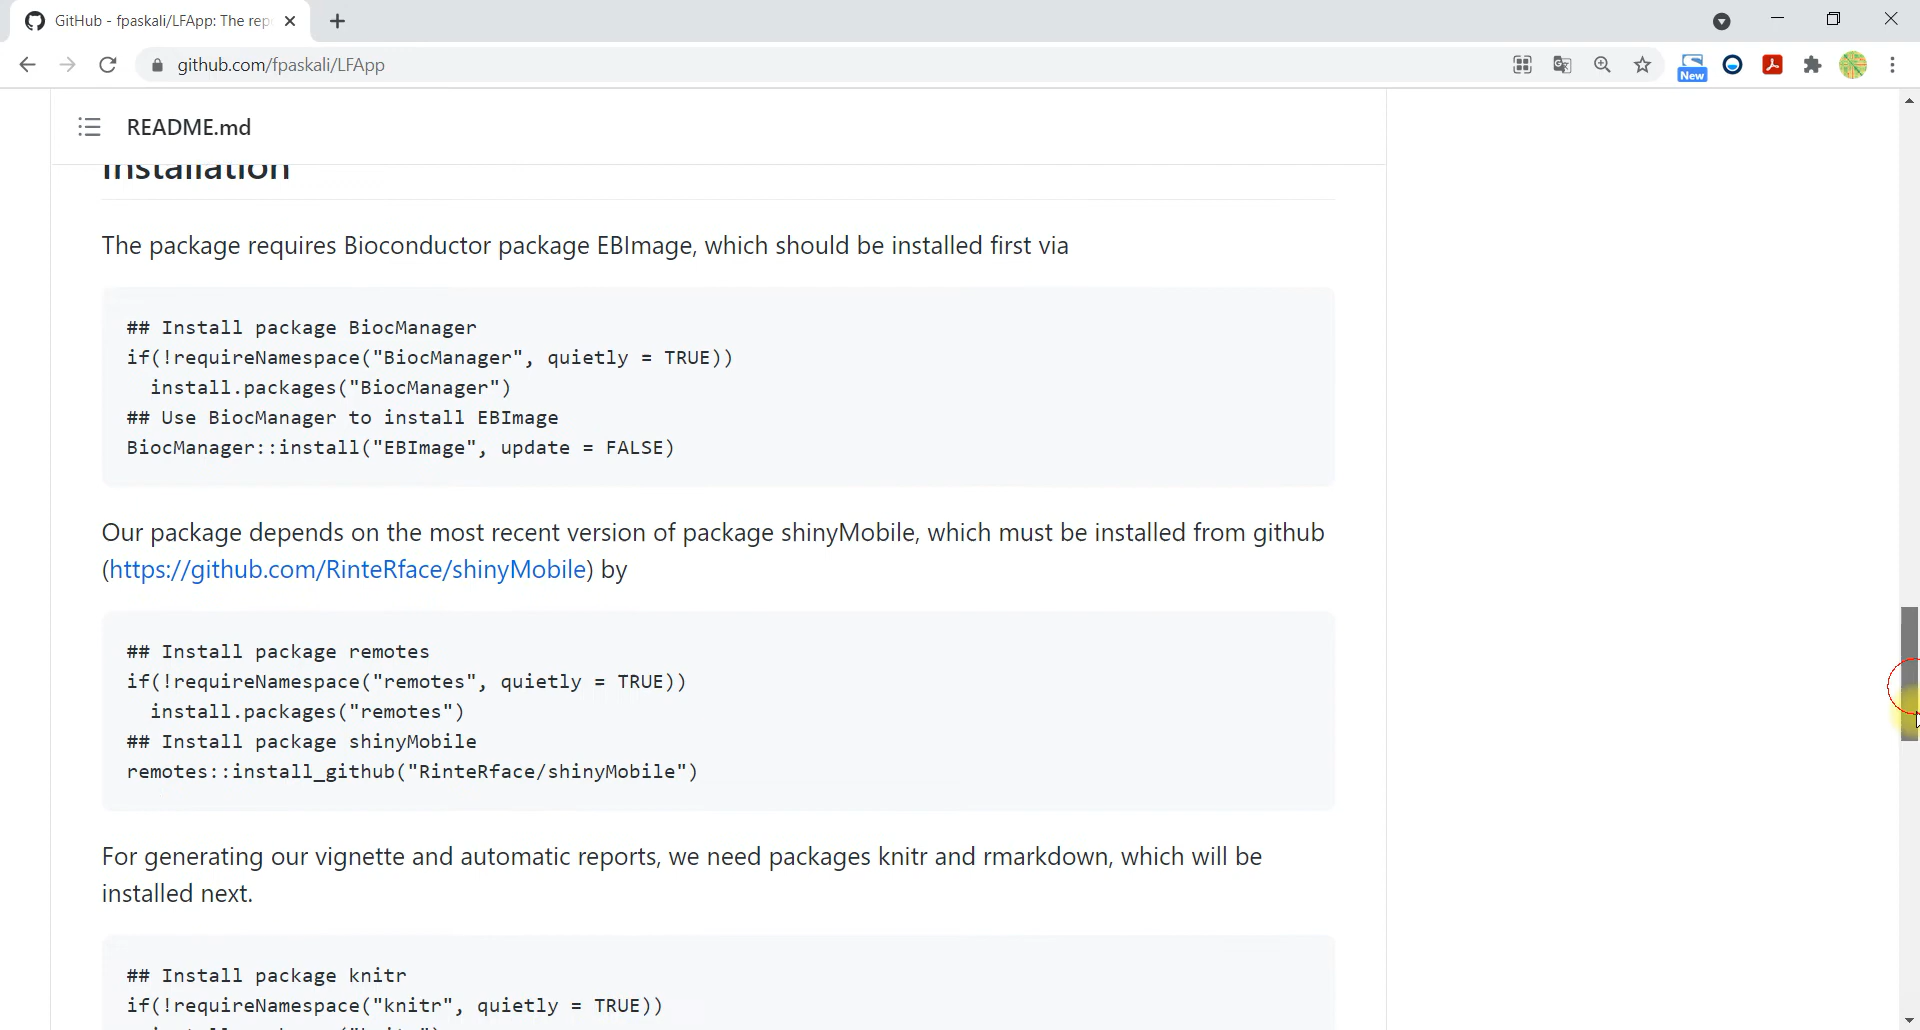 GitHub - fpaskali/LFApp: The rep
github.com/fpaskali/LFApp
New
README.md
Installation
The package requires Bioconductor package EBImage, which should be installed first via
## Install package BiocManager
if(!requireNamespace("BiocManager", quietly = TRUE))
  install.packages("BiocManager")
## Use BiocManager to install EBImage
BiocManager::install("EBImage", update = FALSE)
Our package depends on the most recent version of package shinyMobile, which must be installed from github
(https://github.com/RinteRface/shinyMobile) by
## Install package remotes
if(!requireNamespace("remotes", quietly = TRUE))
  install.packages("remotes")
## Install package shinyMobile
remotes::install_github("RinteRface/shinyMobile")
For generating our vignette and automatic reports, we need packages knitr and rmarkdown, which will be
installed next.
## Install package knitr
if(!requireNamespace("knitr", quietly = TRUE))